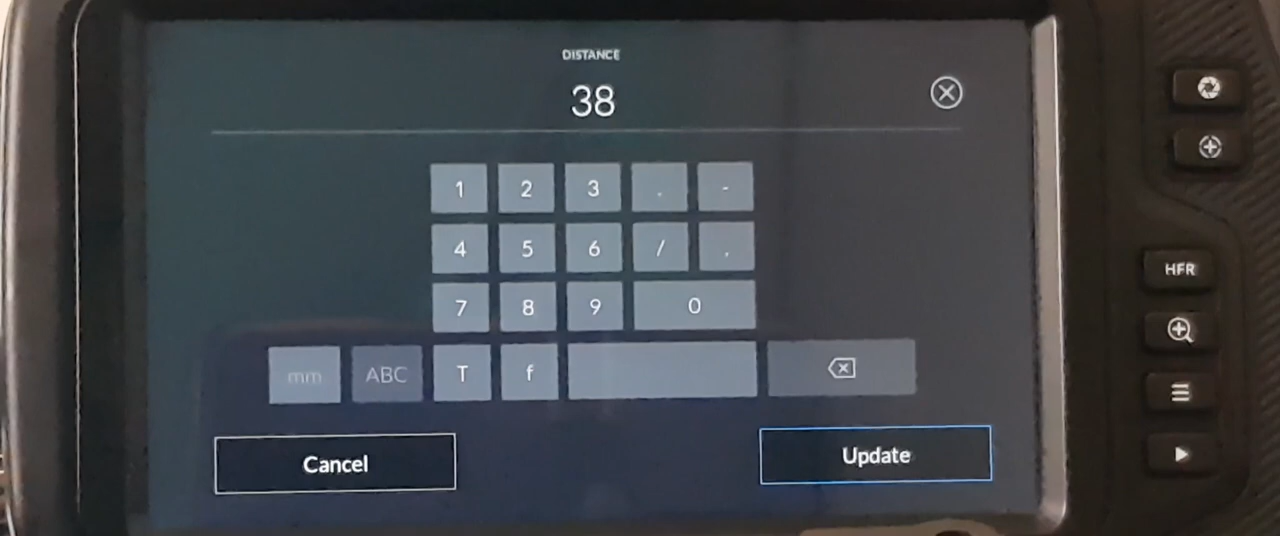 DISTANCE
38
1 2 3 . -
4 5 6 / ,
7 8 9 0
mm ABC T f
Cancel Update
HFR